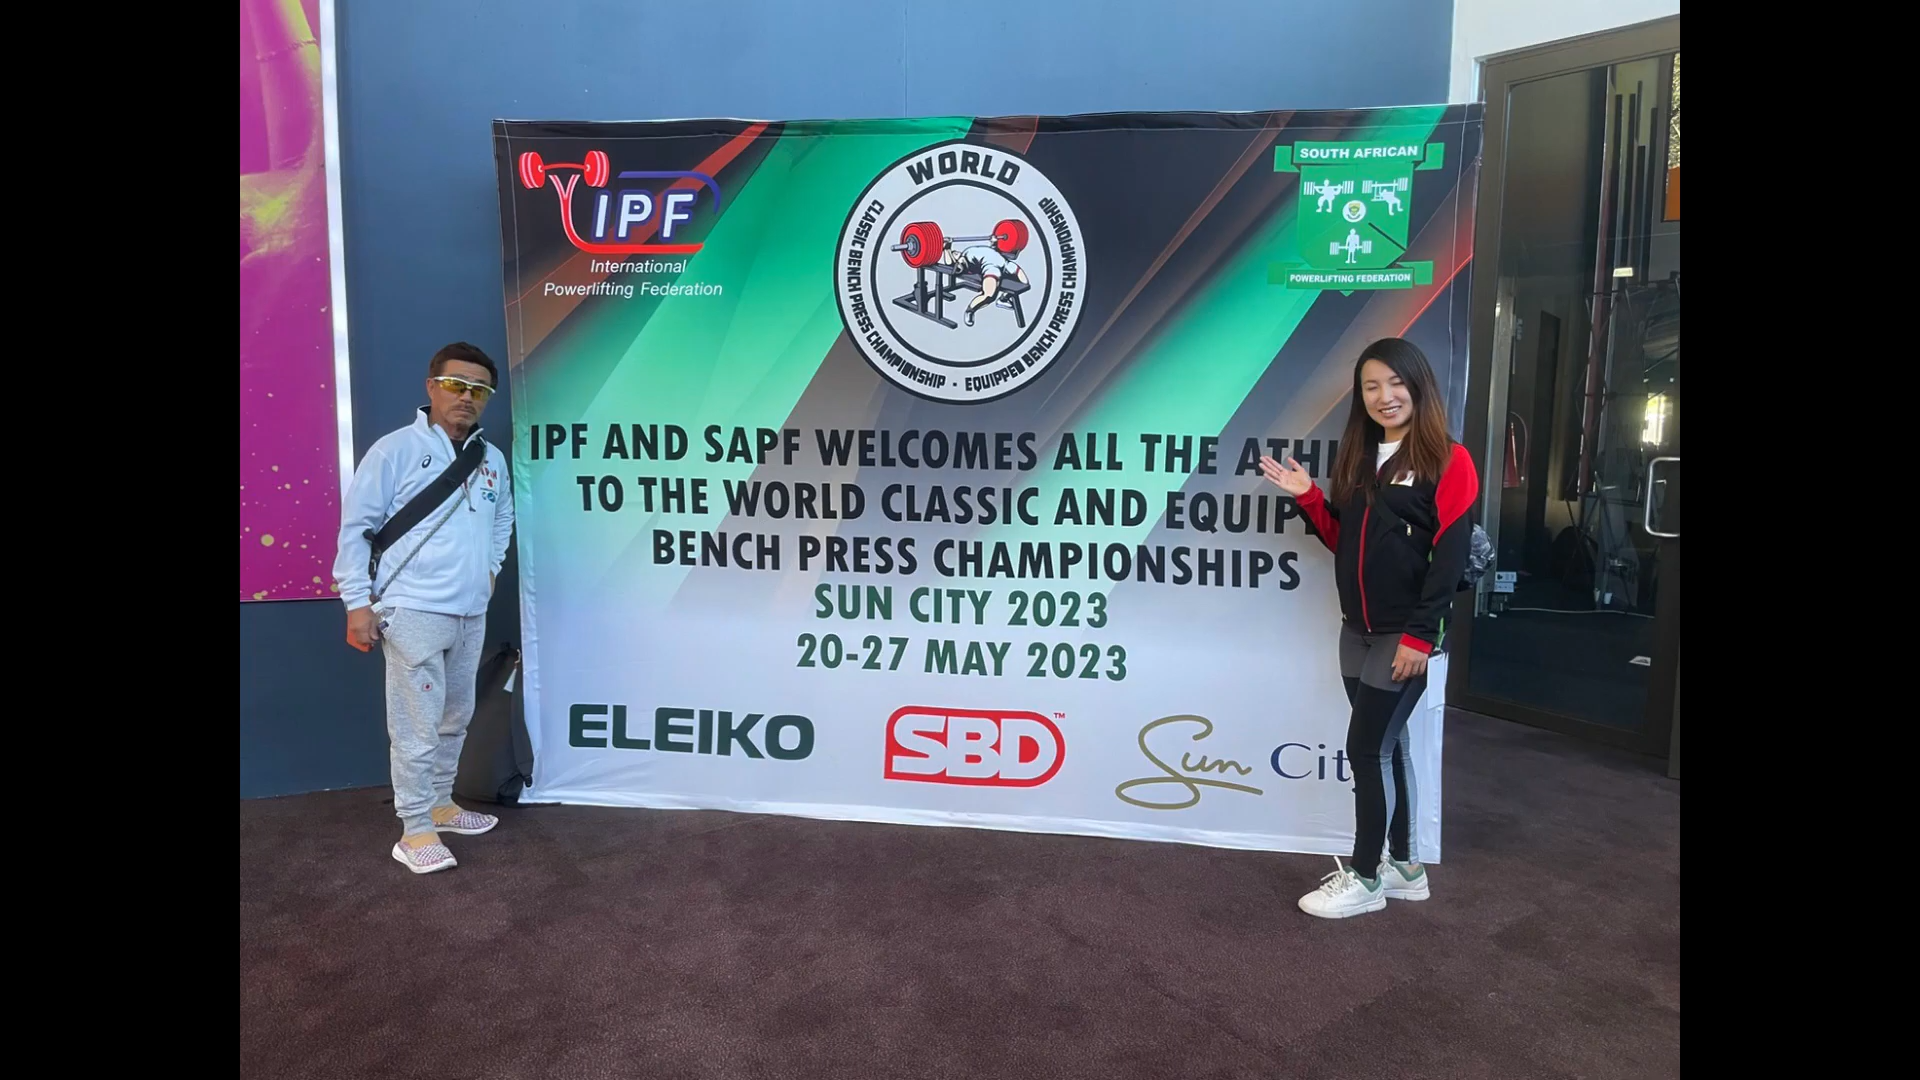 IPF
International
Powerlifting Federation
WORLD
CLASSIC BENCH PRESS CHAMPIONSHIP - EQUIPPED BENCH PRESS CHAMPIONSHIP
SOUTH AFRICAN
POWERLIFTING FEDERATION
IPF AND SAPF WELCOMES ALL THE ATH
TO THE WORLD CLASSIC AND EQUIP
BENCH PRESS CHAMPIONSHIPS
SUN CITY 2023
20-27 MAY 2023
ELEIKO
SBD™
Sun Cit